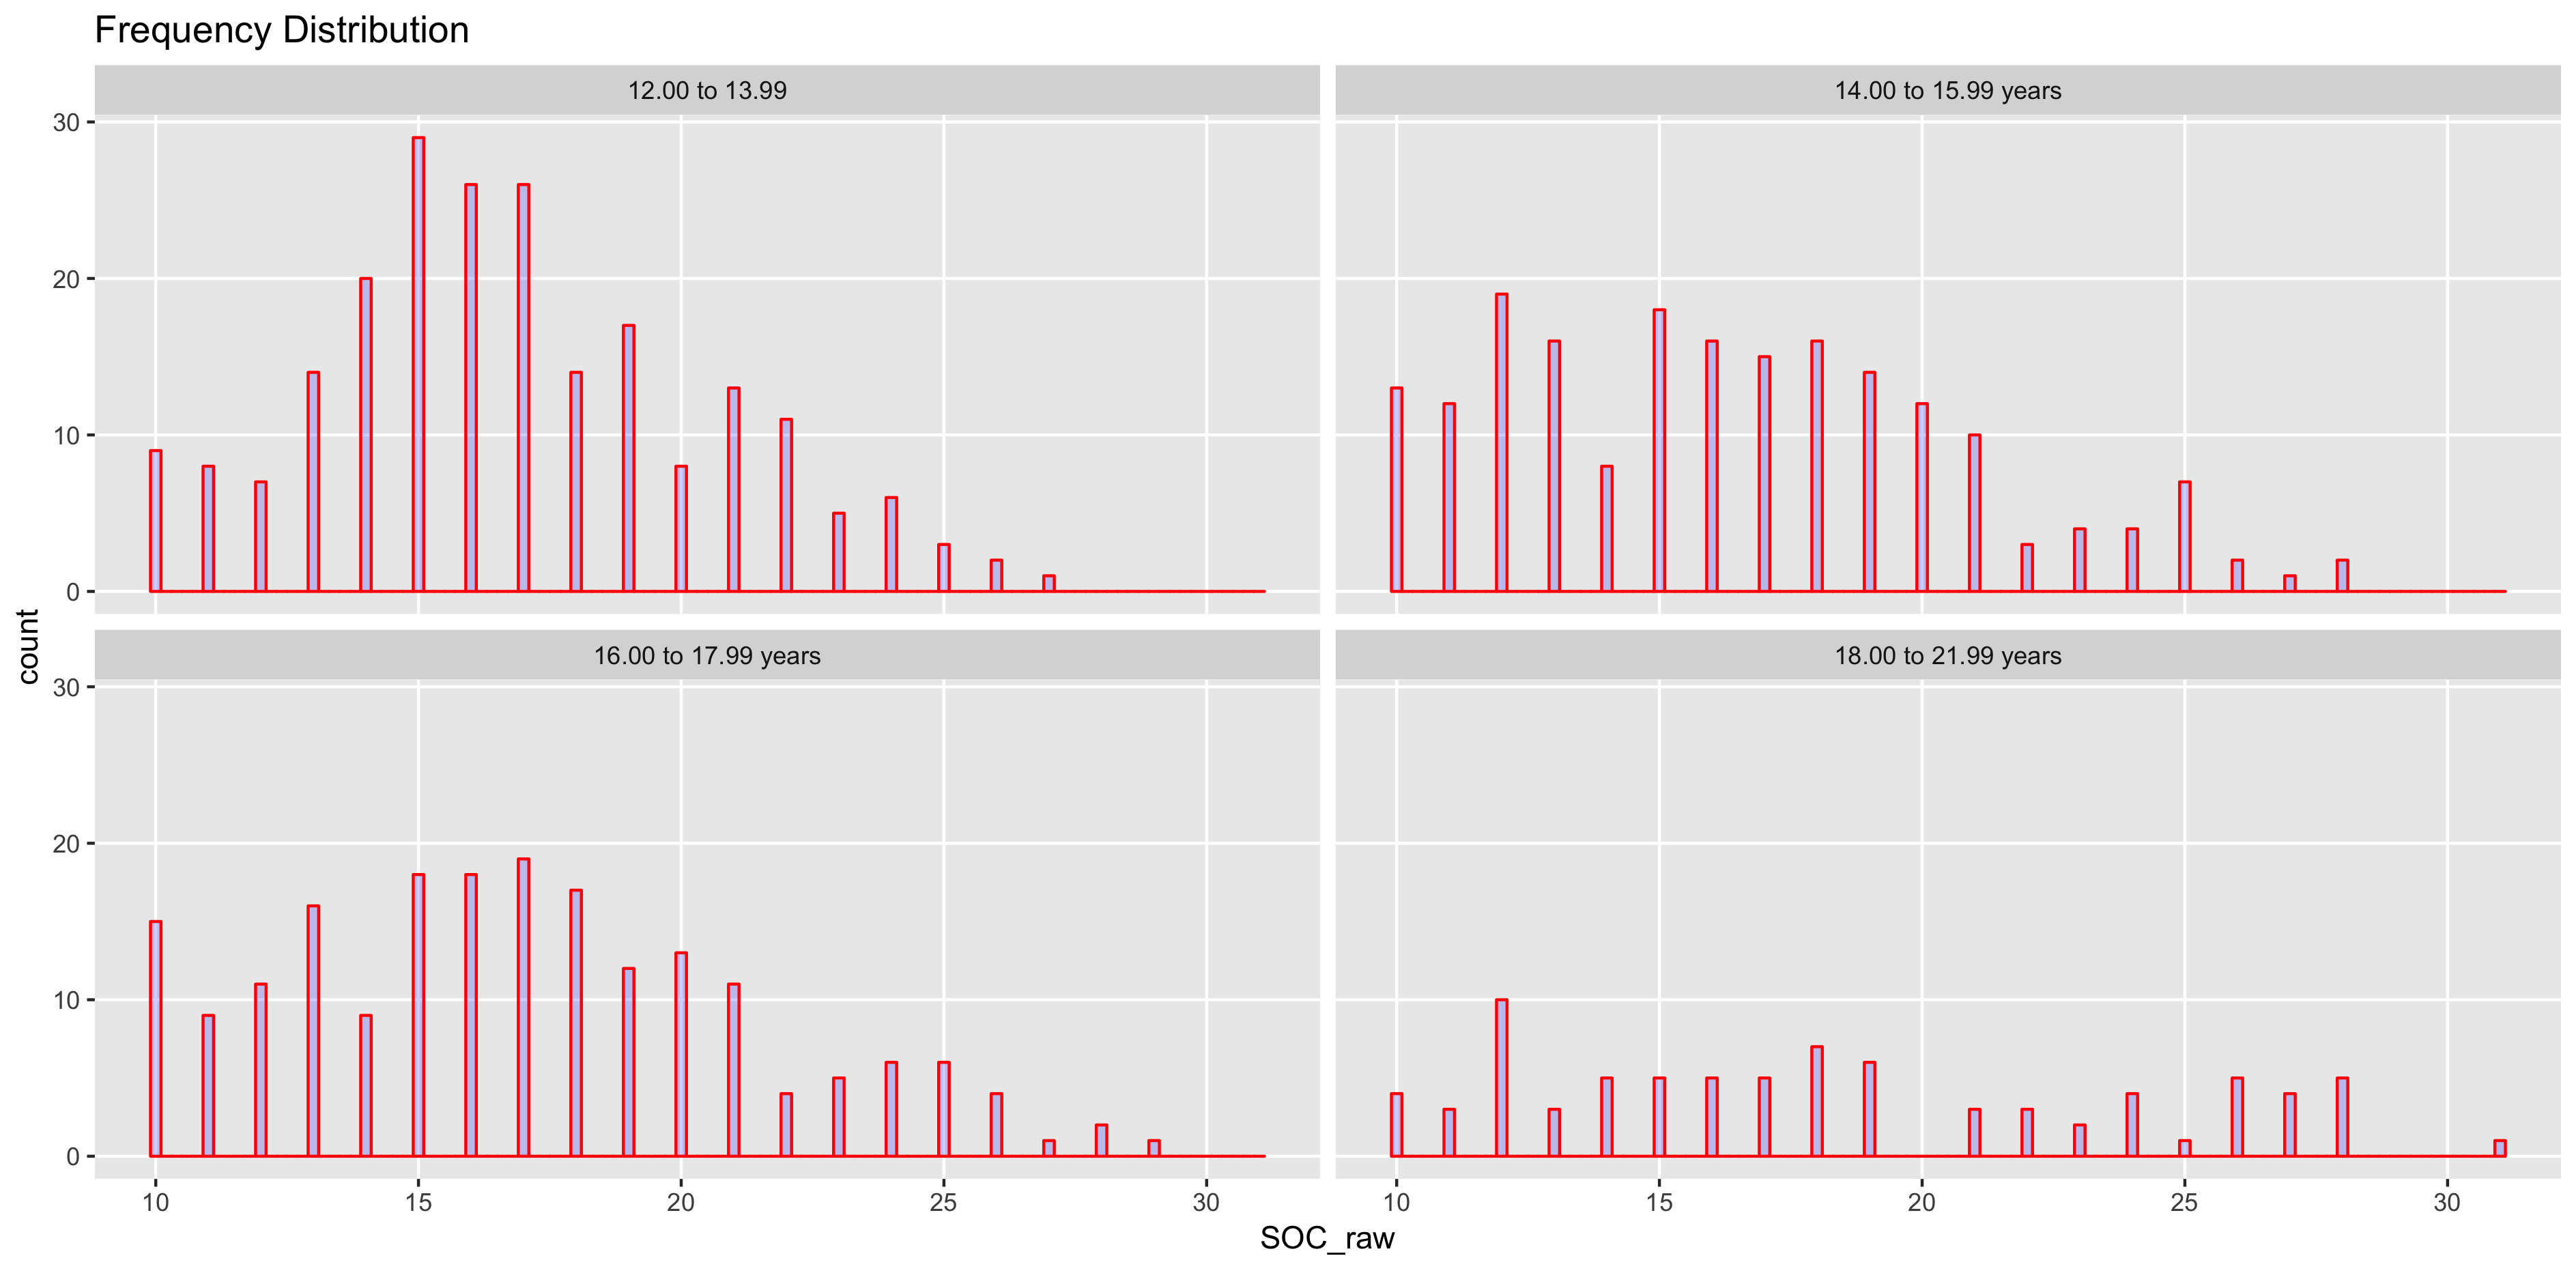 Frequency Distribution
12.00 to 13.99
14.00 to 15.99 years
30
20
10
0
16.00 to 17.99 years
18.00 to 21.99 years
30
20
10
0
count
10 15 20 25 30
10 15 20 25 30
SOC_raw